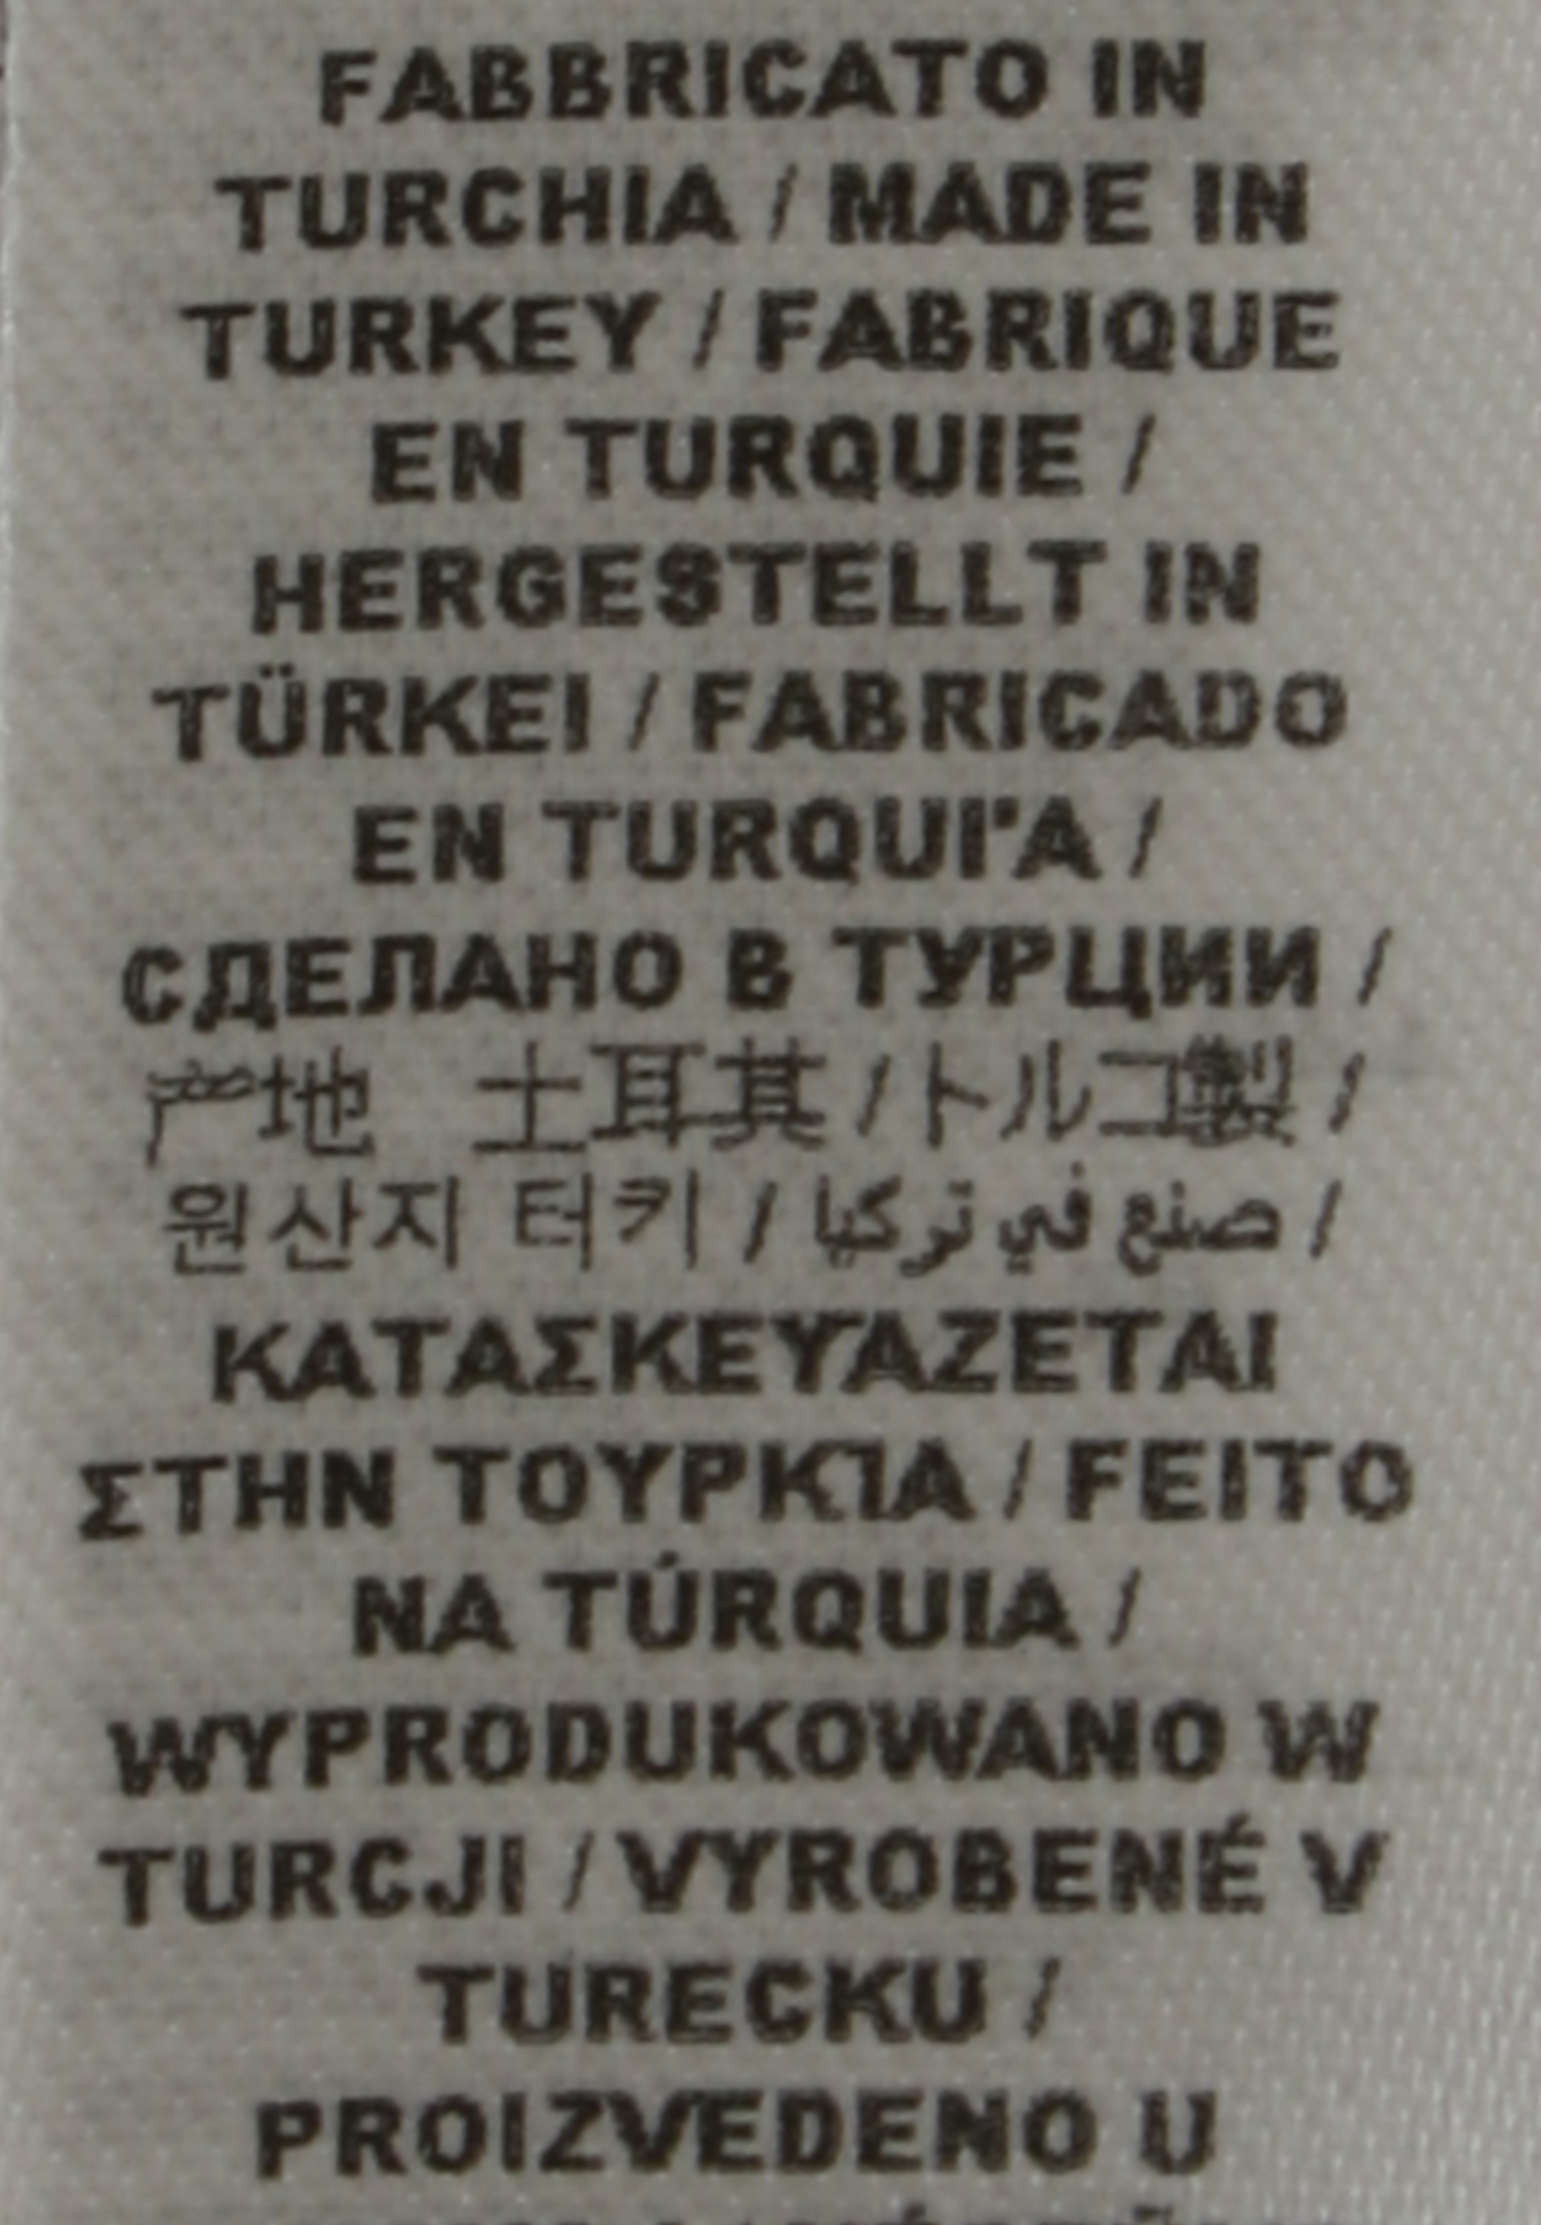 FABBRICATO IN
TURCHIA / MADE IN
TURKEY / FABRIQUE
EN TURQUIE /
HERGESTELLT IN
TÜRKEI / FABRICADO
EN TURQUI'A /
СДЕЛАНО В ТУРЦИИ /
产地 土耳其 / トルコ製 /
원산지 터키 / صنع في تركيا /
ΚΑΤΑΣΚΕΥΑΖΕΤΑΙ
ΣΤΗΝ ΤΟΥΡΚΊΑ / FEITO
NA TÚRQUIA /
WYPRODUKOWANO W
TURCJI / VYROBENÉ V
TURECKU /
PROIZVEDENO U